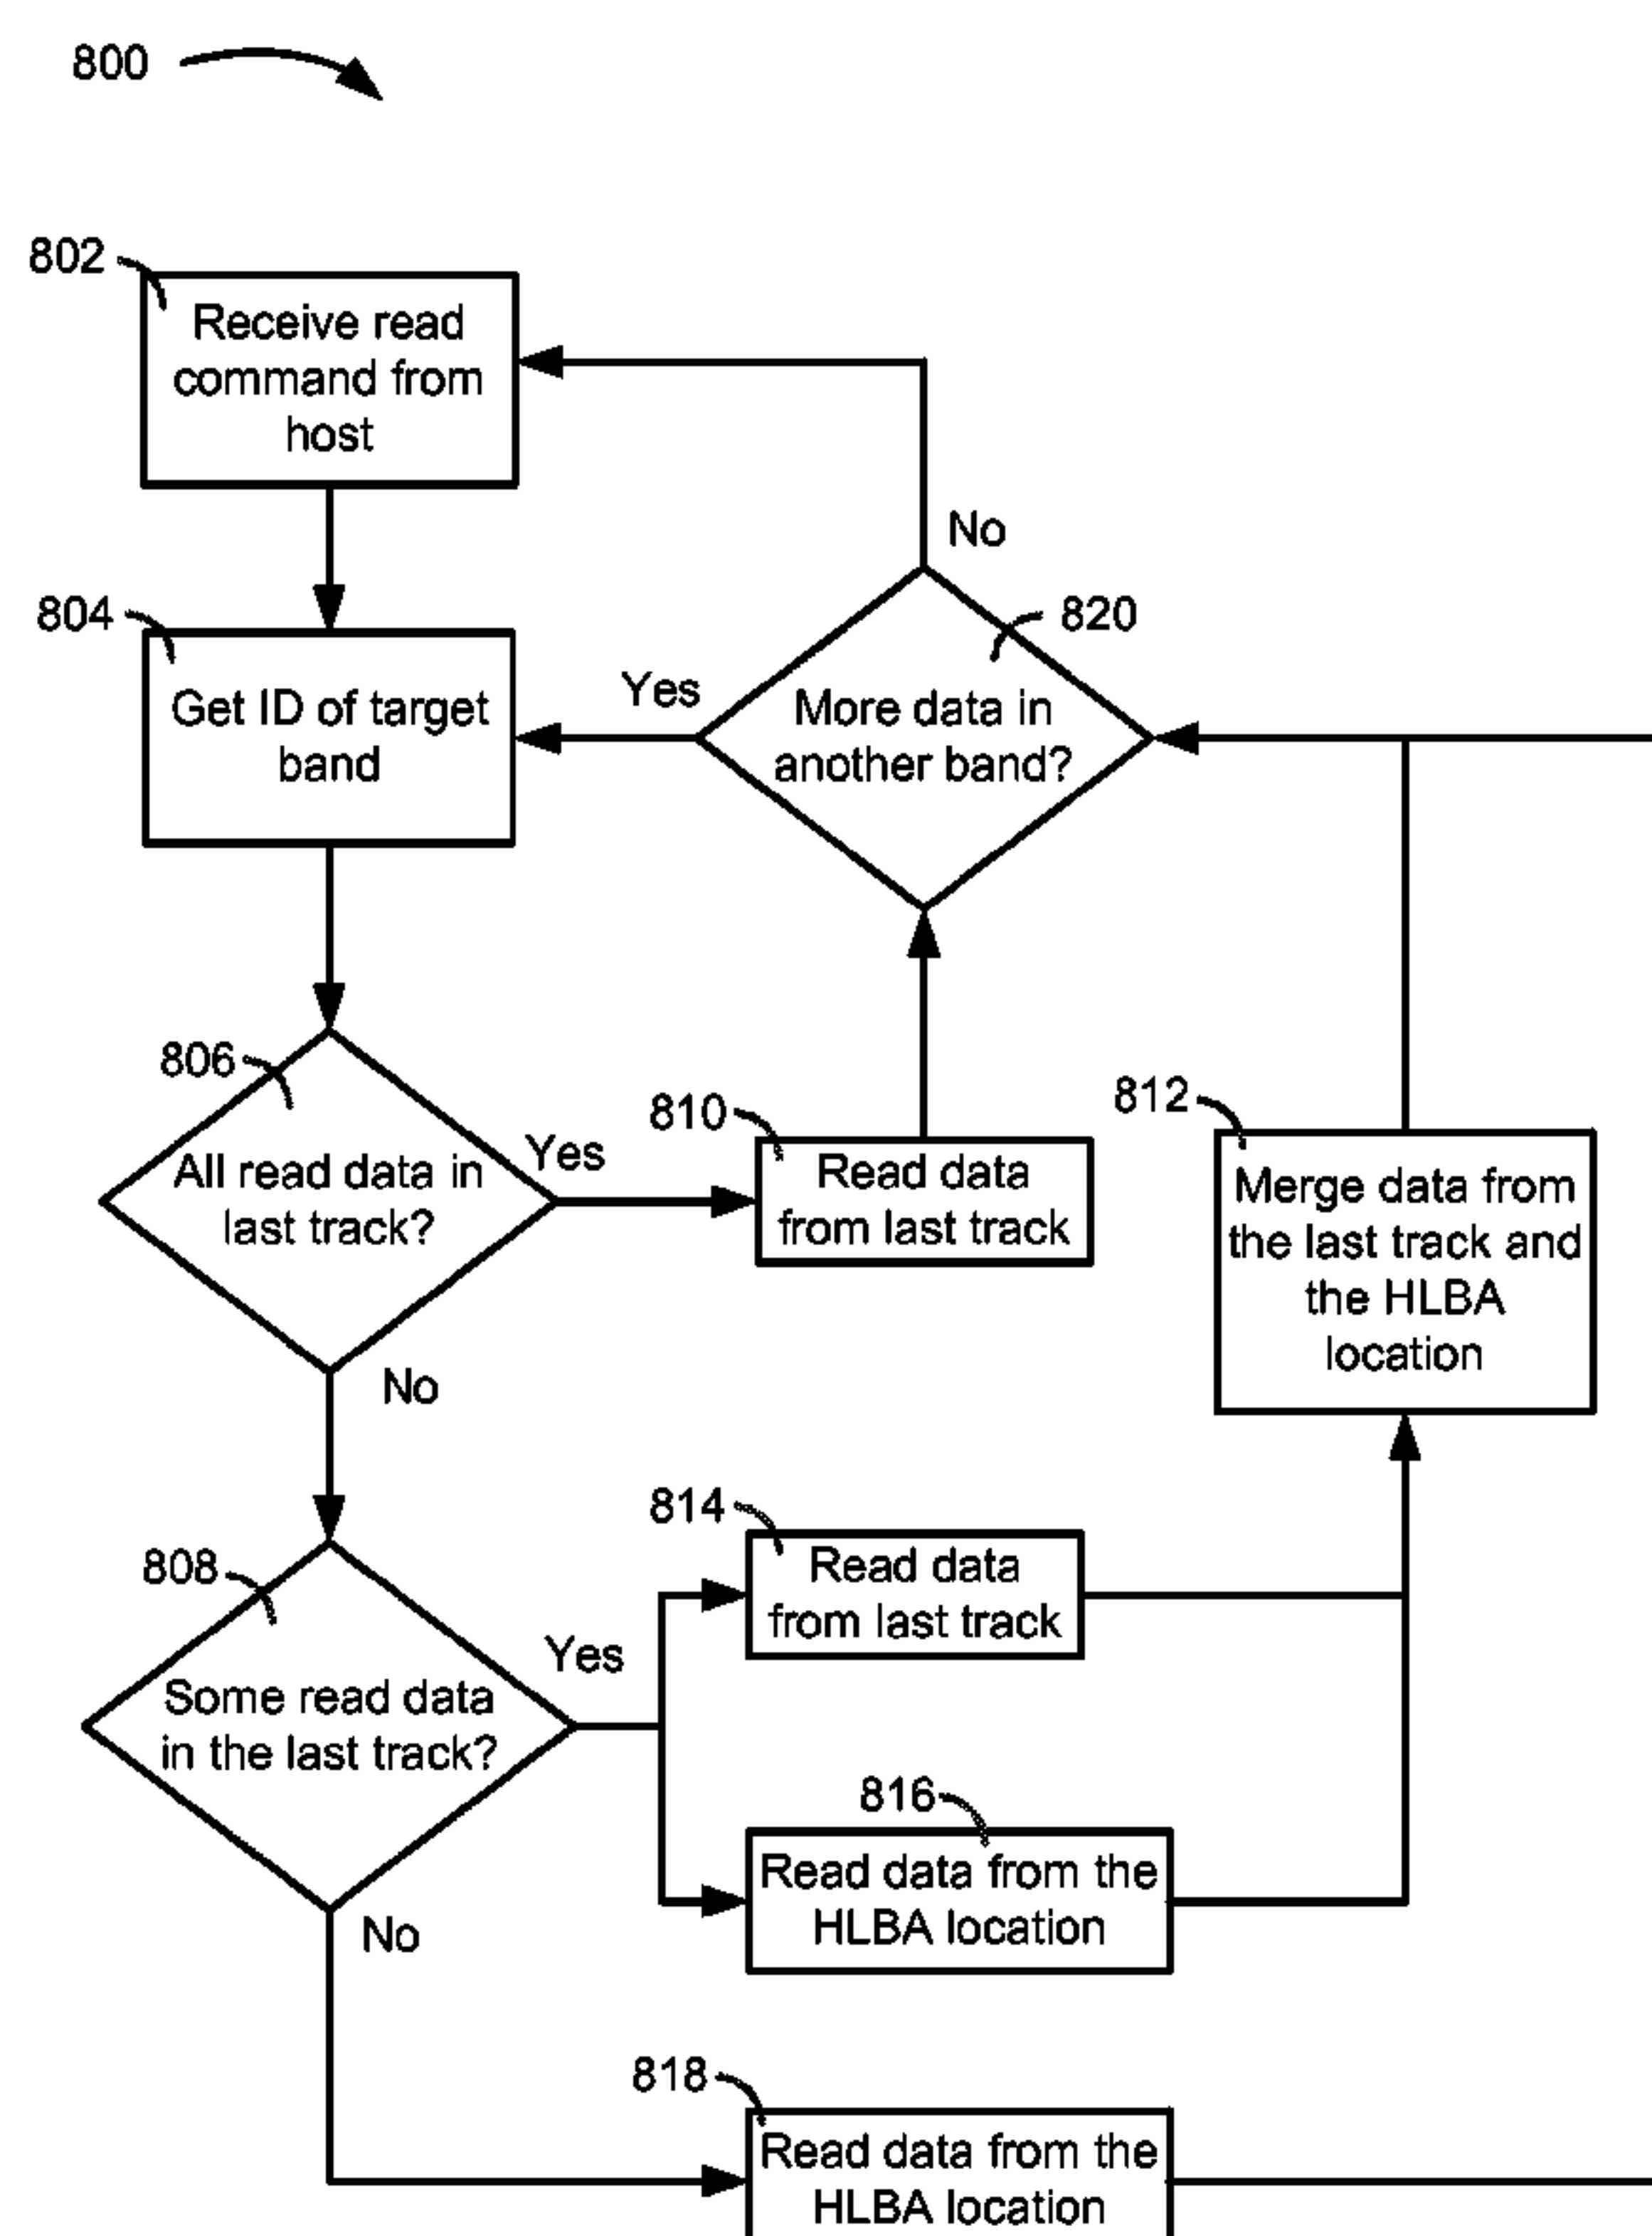 800
802
Receive read
command from
host
No
804
820
Get ID of target
band
Yes
More data in
another band?
806
All read data in
last track?
Yes
810
Read data
from last track
812
Merge data from
the last track and
the HLBA
location
No
814
Read data
from last track
808
Some read data
in the last track?
Yes
816
Read data from the
HLBA location
No
818
Read data from the
HLBA location